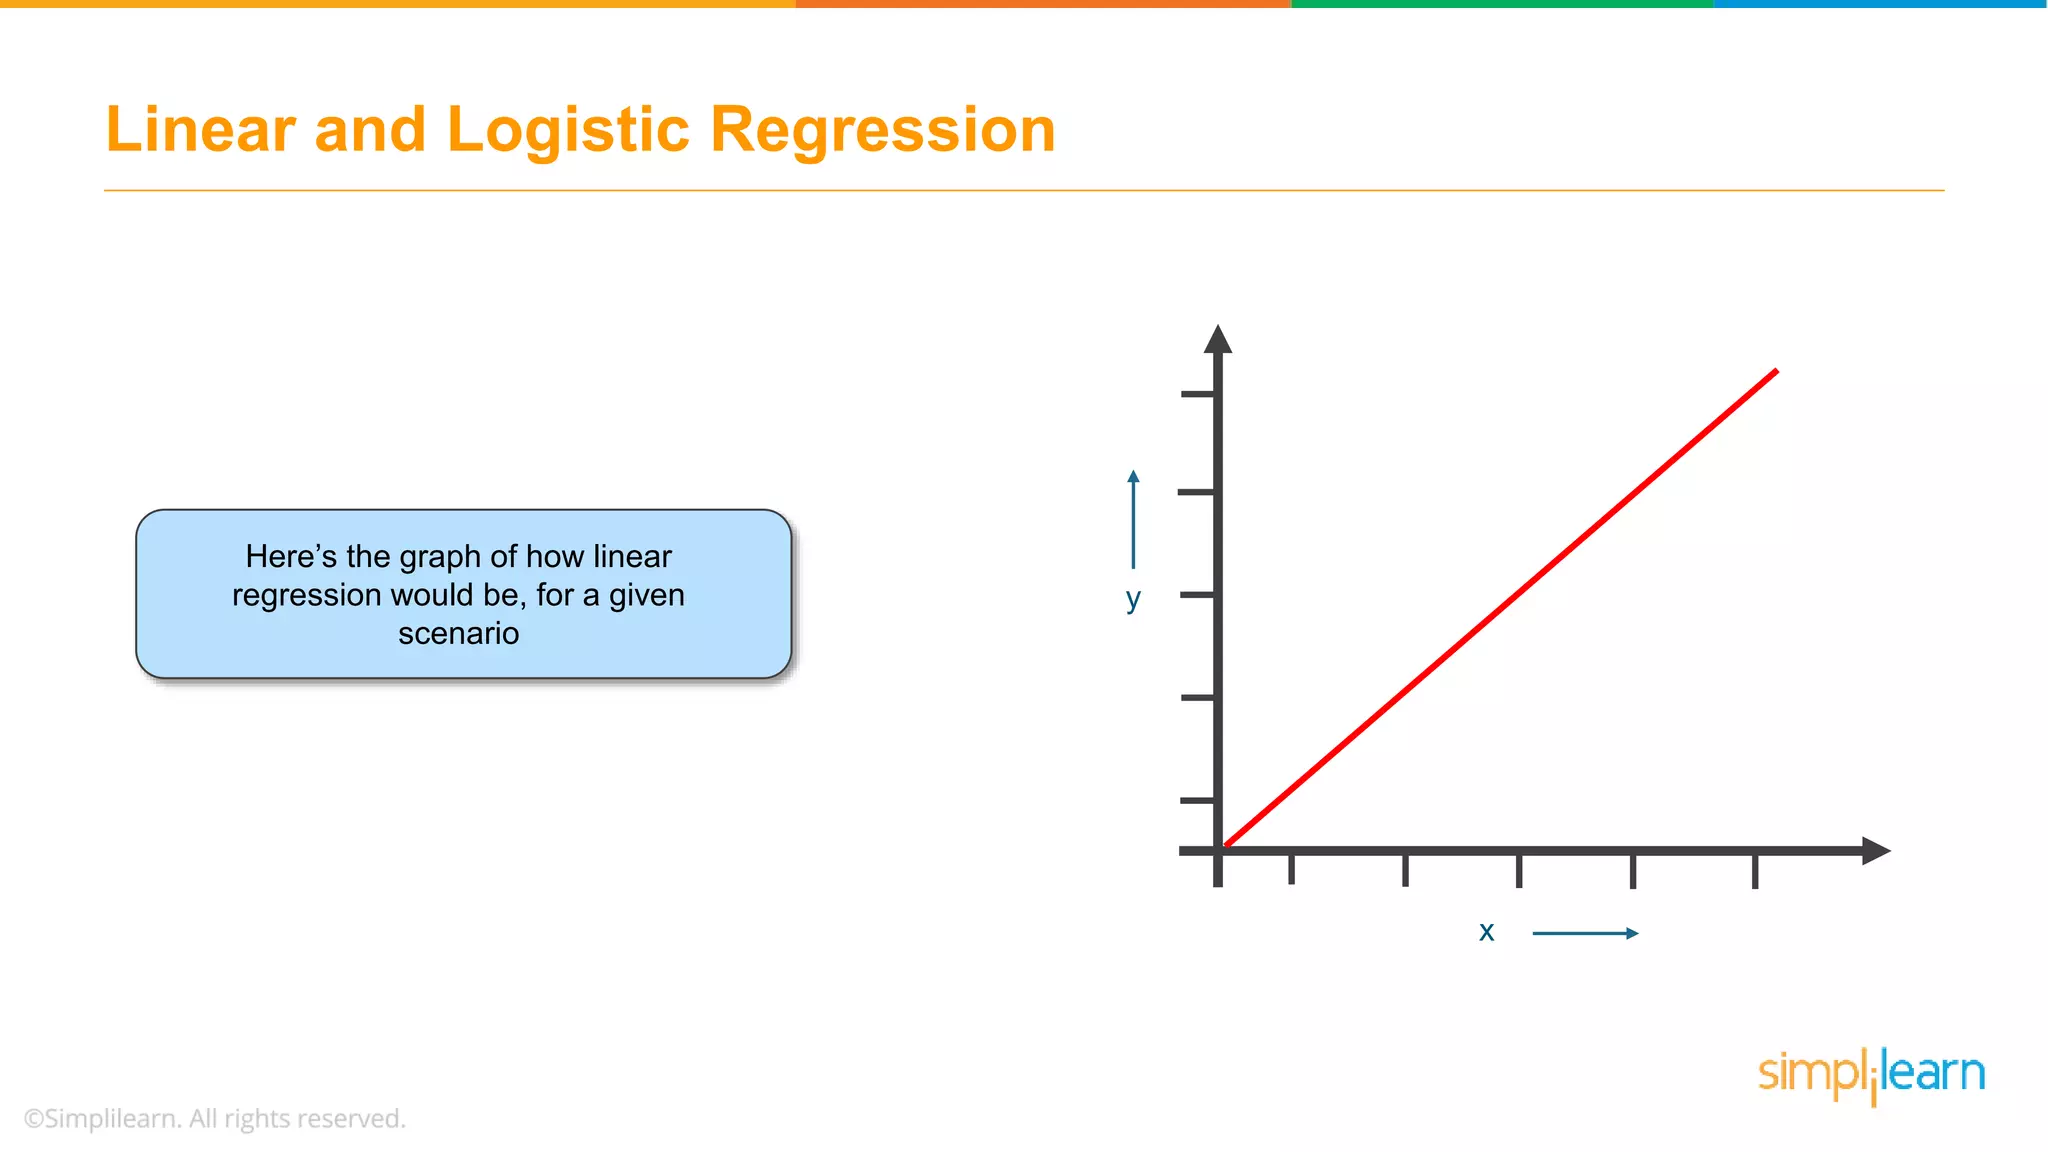 Linear and Logistic Regression
Here’s the graph of how linear
regression would be, for a given
scenario
y
x
simplilearn
©Simplilearn. All rights reserved.